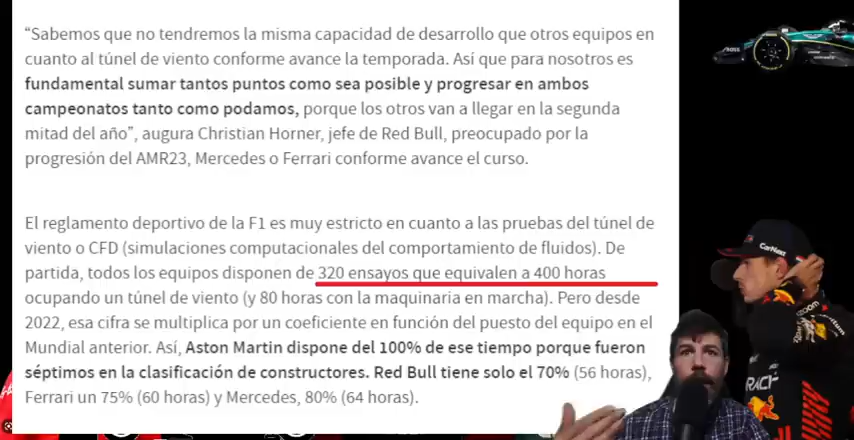 “Sabemos que no tendremos la misma capacidad de desarrollo que otros equipos en
cuanto al túnel de viento conforme avance la temporada. Así que para nosotros es
fundamental sumar tantos puntos como sea posible y progresar en ambos
campeonatos tanto como podamos, porque los otros van a llegar en la segunda
mitad del año”, augura Christian Horner, jefe de Red Bull, preocupado por la
progresión del AMR23, Mercedes o Ferrari conforme avance el curso.
El reglamento deportivo de la F1 es muy estricto en cuanto a las pruebas del túnel de
viento o CFD (simulaciones computacionales del comportamiento de fluidos). De
partida, todos los equipos disponen de 320 ensayos que equivalen a 400 horas
ocupando un túnel de viento (y 80 horas con la maquinaria en marcha). Pero desde
2022, esa cifra se multiplica por un coeficiente en función del puesto del equipo en el
Mundial anterior. Así, Aston Martin dispone del 100% de ese tiempo porque fueron
séptimos en la clasificación de constructores. Red Bull tiene solo el 70% (56 horas),
Ferrari un 75% (60 horas) y Mercedes, 80% (64 horas).
BOSS
CarNext
Red Bull